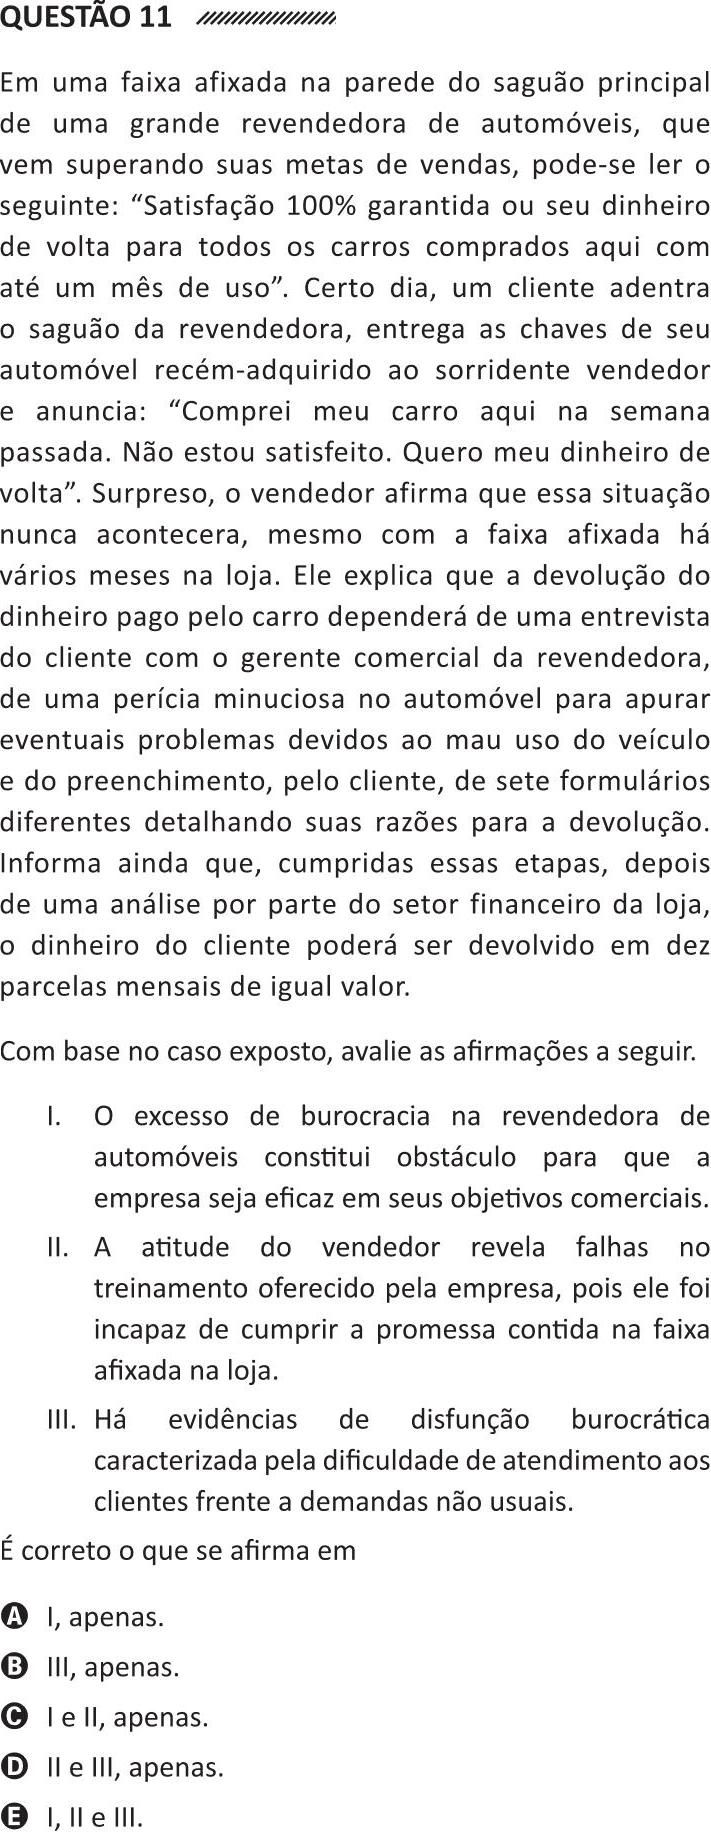 QUESTÃO 11
Em uma faixa afixada na parede do saguão principal
de uma grande revendedora de automóveis, que
vem superando suas metas de vendas, pode-se ler o
seguinte: “Satisfação 100% garantida ou seu dinheiro
de volta para todos os carros comprados aqui com
até um mês de uso”. Certo dia, um cliente adentra
o saguão da revendedora, entrega as chaves de seu
automóvel recém-adquirido ao sorridente vendedor
e anuncia: “Comprei meu carro aqui na semana
passada. Não estou satisfeito. Quero meu dinheiro de
volta”. Surpreso, o vendedor afirma que essa situação
nunca acontecera, mesmo com a faixa afixada há
vários meses na loja. Ele explica que a devolução do
dinheiro pago pelo carro dependerá de uma entrevista
do cliente com o gerente comercial da revendedora,
de uma perícia minuciosa no automóvel para apurar
eventuais problemas devidos ao mau uso do veículo
e do preenchimento, pelo cliente, de sete formulários
diferentes detalhando suas razões para a devolução.
Informa ainda que, cumpridas essas etapas, depois
de uma análise por parte do setor financeiro da loja,
o dinheiro do cliente poderá ser devolvido em dez
parcelas mensais de igual valor.
Com base no caso exposto, avalie as afirmações a seguir.
I. O excesso de burocracia na revendedora de
automóveis constitui obstáculo para que a
empresa seja eficaz em seus objetivos comerciais.
II. A atitude do vendedor revela falhas no
treinamento oferecido pela empresa, pois ele foi
incapaz de cumprir a promessa contida na faixa
afixada na loja.
III. Há evidências de disfunção burocrática
caracterizada pela dificuldade de atendimento aos
clientes frente a demandas não usuais.
É correto o que se afirma em
A I, apenas.
B III, apenas.
C I e II, apenas.
D II e III, apenas.
E I, II e III.